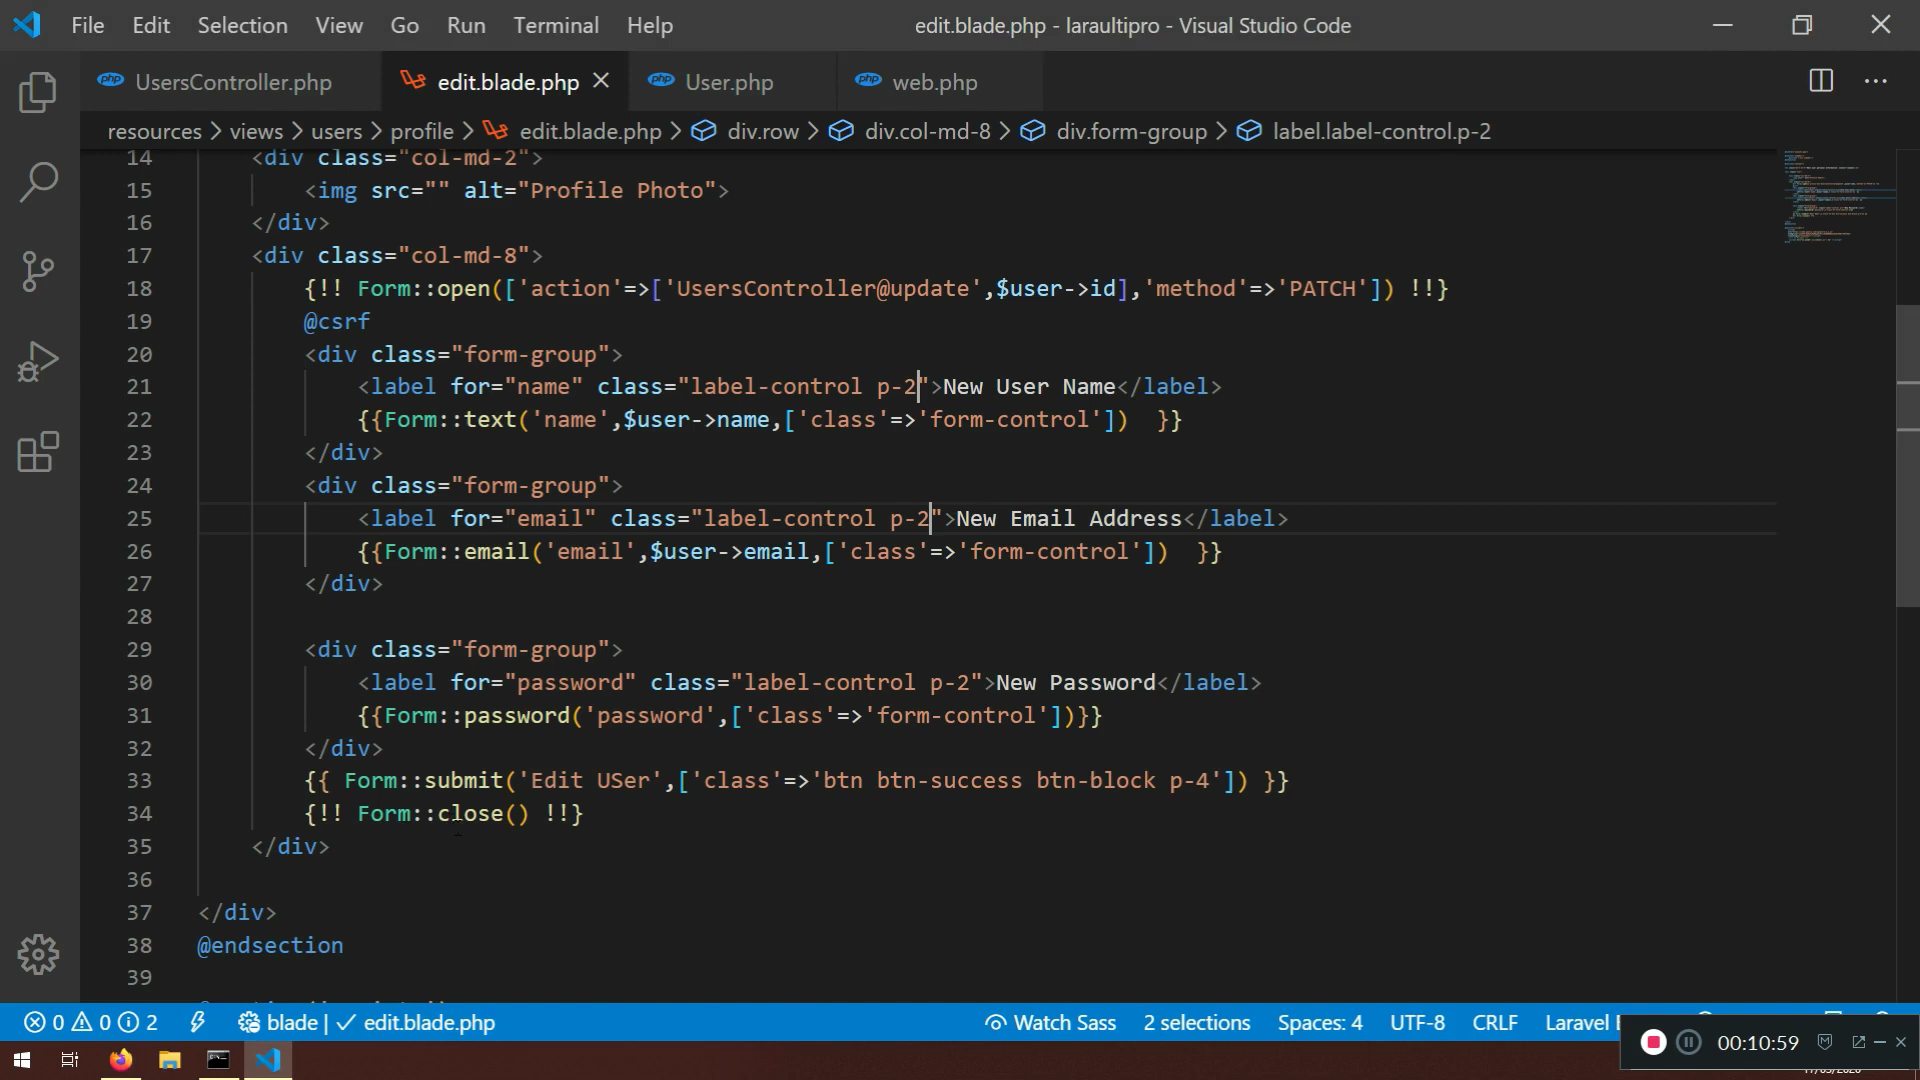 File Edit Selection View Go Run Terminal Help edit.blade.php - laraultipro - Visual Studio Code
php UsersController.php edit.blade.php php User.php php web.php
resources > views > users > profile > edit.blade.php > div.row > div.col-md-8 > div.form-group > label.label-control.p-2
14 <div class="col-md-2">
15 <img src="" alt="Profile Photo">
16 </div>
17 <div class="col-md-8">
18 {!! Form::open(['action'=>['UsersController@update',$user->id],'method'=>'PATCH']) !!}
19 @csrf
20 <div class="form-group">
21 <label for="name" class="label-control p-2">New User Name</label>
22 {{Form::text('name',$user->name,['class'=>'form-control'])  }}
23 </div>
24 <div class="form-group">
25 <label for="email" class="label-control p-2">New Email Address</label>
26 {{Form::email('email',$user->email,['class'=>'form-control'])  }}
27 </div>
28
29 <div class="form-group">
30 <label for="password" class="label-control p-2">New Password</label>
31 {{Form::password('password',['class'=>'form-control'])}}
32 </div>
33 {{ Form::submit('Edit USer',['class'=>'btn btn-success btn-block p-4']) }}
34 {!! Form::close() !!}
35 </div>
36
37 </div>
38 @endsection
39
0 0 2 blade | ✓ edit.blade.php Watch Sass 2 selections Spaces: 4 UTF-8 CRLF Laravel
00:10:59